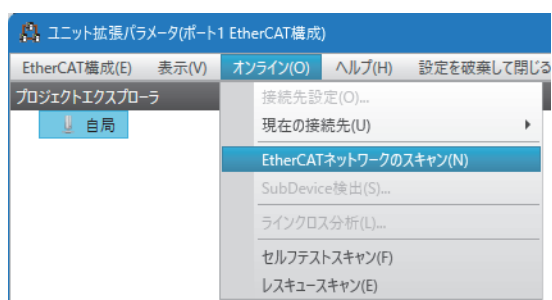 ユニット拡張パラメータ(ポート1 EtherCAT構成)
EtherCAT構成(E) 表示(V) オンライン(O) ヘルプ(H) 設定を破棄して閉じる
プロジェクトエクスプローラ
自局
接続先設定(O)...
現在の接続先(U)
EtherCATネットワークのスキャン(N)
SubDevice検出(S)...
ラインクロス分析(L)...
セルフテストスキャン(F)
レスキュースキャン(E)